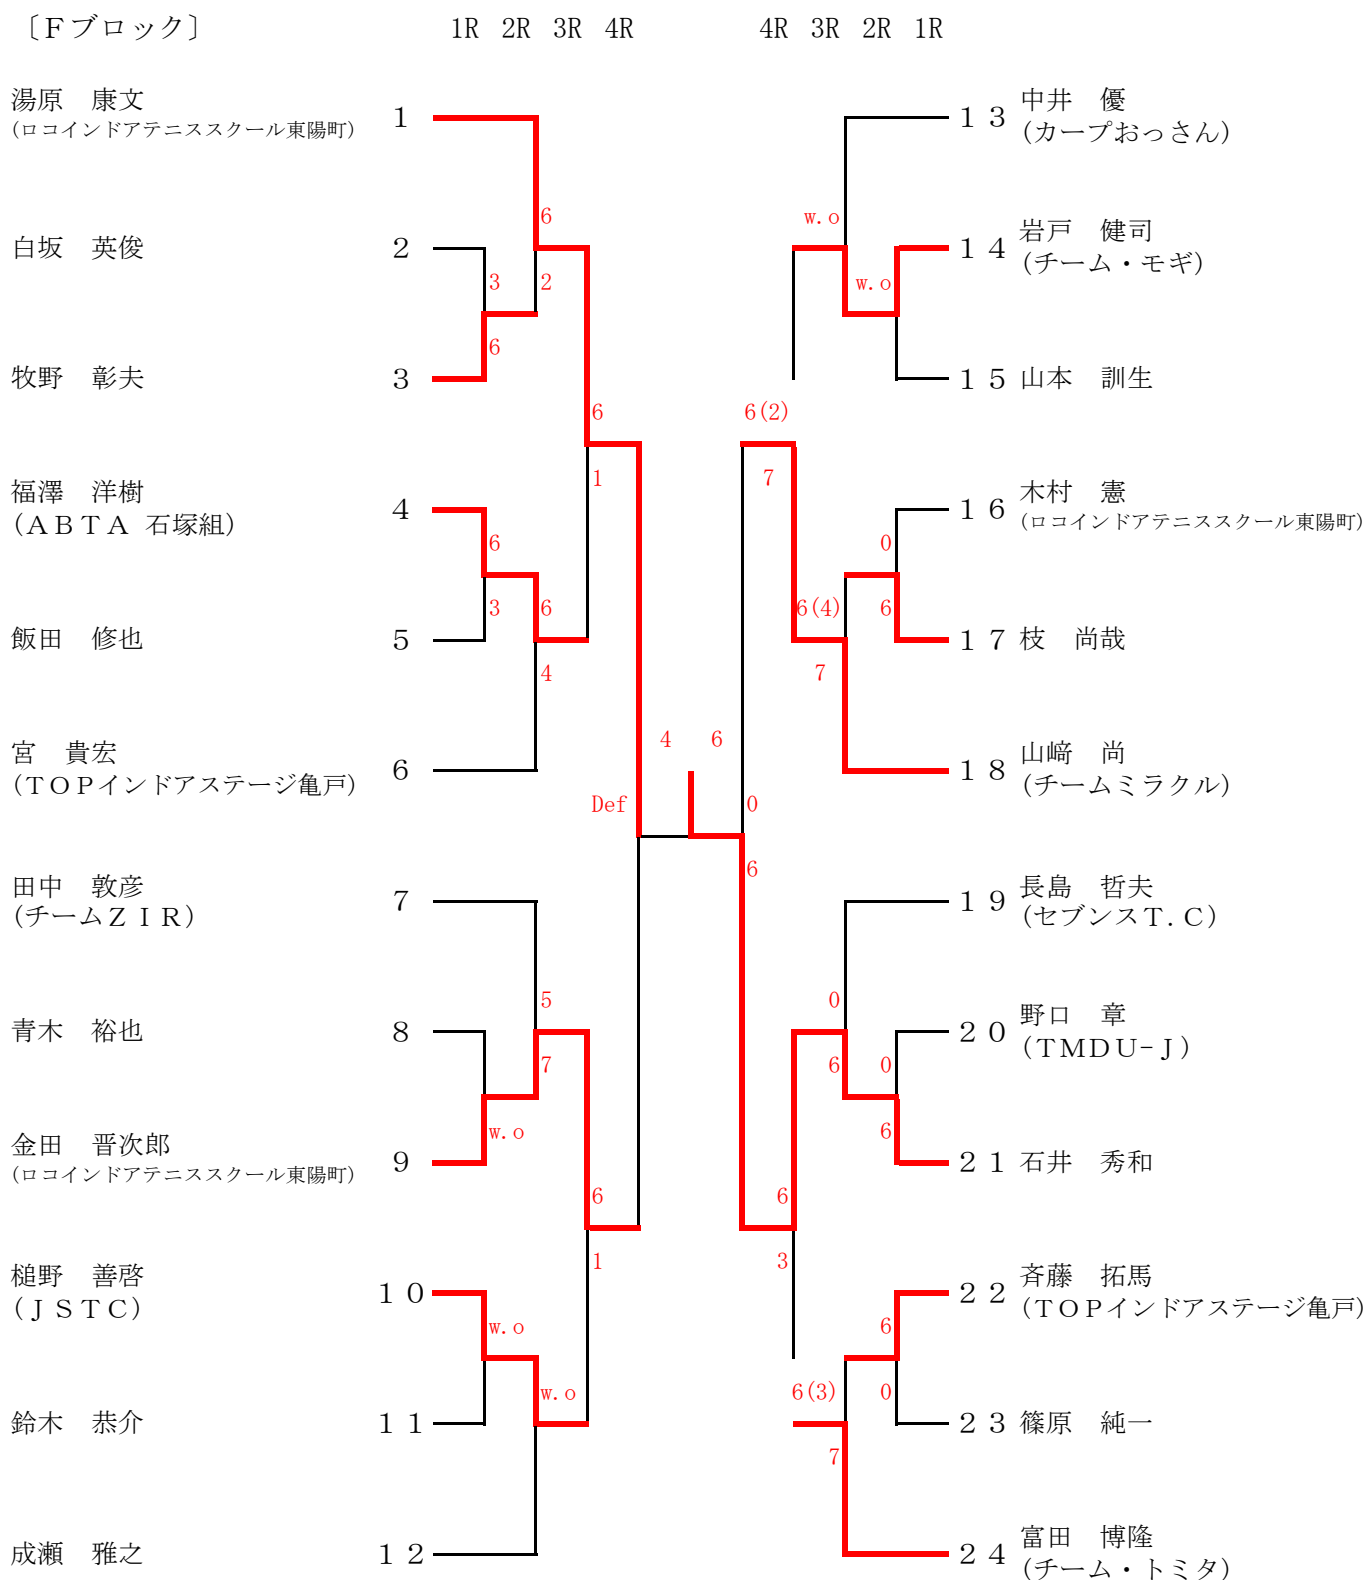 〔Fブロック〕
1R 2R 3R 4R
4R 3R 2R 1R
湯原　康文
(ロコインドアテニススクール東陽町)
1
白坂　英俊
2
牧野　彰夫
3
福澤　洋樹
(ABTA 石塚組)
4
飯田　修也
5
宮　貴宏
(TOPインドアステージ亀戸)
6
田中　敦彦
(チームZIR)
7
青木　裕也
8
金田　晋次郎
(ロコインドアテニススクール東陽町)
9
槌野　善啓
(JSTC)
10
鈴木　恭介
11
成瀬　雅之
12
6
3
2
6
6
1
6
3
6
4
Def
5
7
w.o
6
1
w.o
w.o
4
6
13
中井　優
(カープおっさん)
14
岩戸　健司
(チーム・モギ)
15
山本　訓生
16
木村　憲
(ロコインドアテニススクール東陽町)
17
枝　尚哉
18
山﨑　尚
(チームミラクル)
19
長島　哲夫
(セブンスT.C)
20
野口　章
(TMDU-J)
21
石井　秀和
22
斉藤　拓馬
(TOPインドアステージ亀戸)
23
篠原　純一
24
富田　博隆
(チーム・トミタ)
w.o
w.o
6(2)
7
0
6(4)
6
7
0
6
0
6
0
6
6
3
6
6(3)
0
7